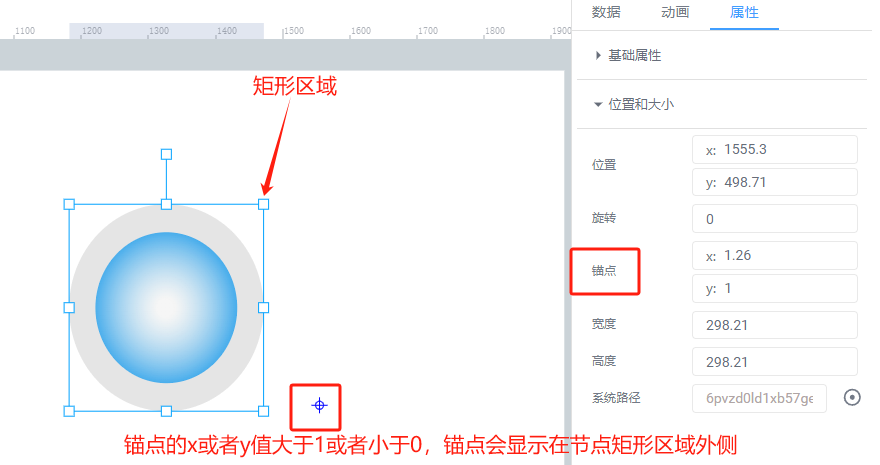 数据 动画 属性
1100 1200 1300 1400 1500 1600 1700 1800 1900
基础属性
矩形区域
位置和大小
位置
x: 1555.3
y: 498.71
旋转
0
锚点
x: 1.26
y: 1
宽度
298.21
高度
298.21
系统路径
6pvzd0ld1xb57ge
锚点的x或者y值大于1或者小于0，锚点会显示在节点矩形区域外侧